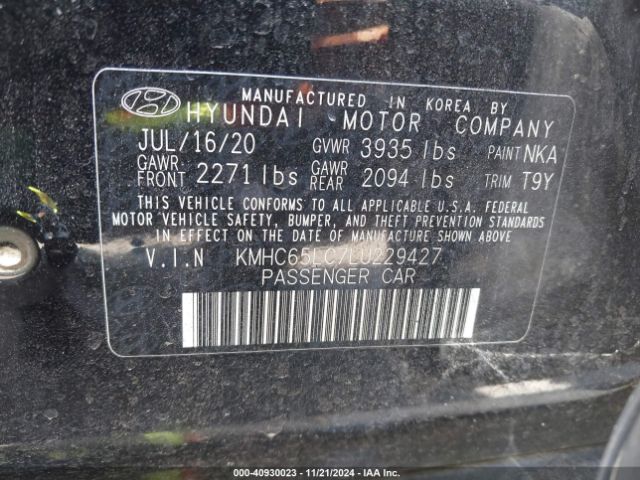 MANUFACTURED IN KOREA BY
HYUNDAI MOTOR COMPANY
JUL/16/20 GVWR 3935 lbs PAINT NKA
GAWR FRONT 2271 lbs GAWR REAR 2094 lbs TRIM T9Y
THIS VEHICLE CONFORMS TO ALL APPLICABLE U.S.A. FEDERAL
MOTOR VEHICLE SAFETY, BUMPER, AND THEFT PREVENTION STANDARDS
IN EFFECT ON THE DATE OF MANUFACTURE SHOWN ABOVE
V.I.N KMHC65LC7LU229427
PASSENGER CAR
000-40930023 - 11/21/2024 - IAA Inc.